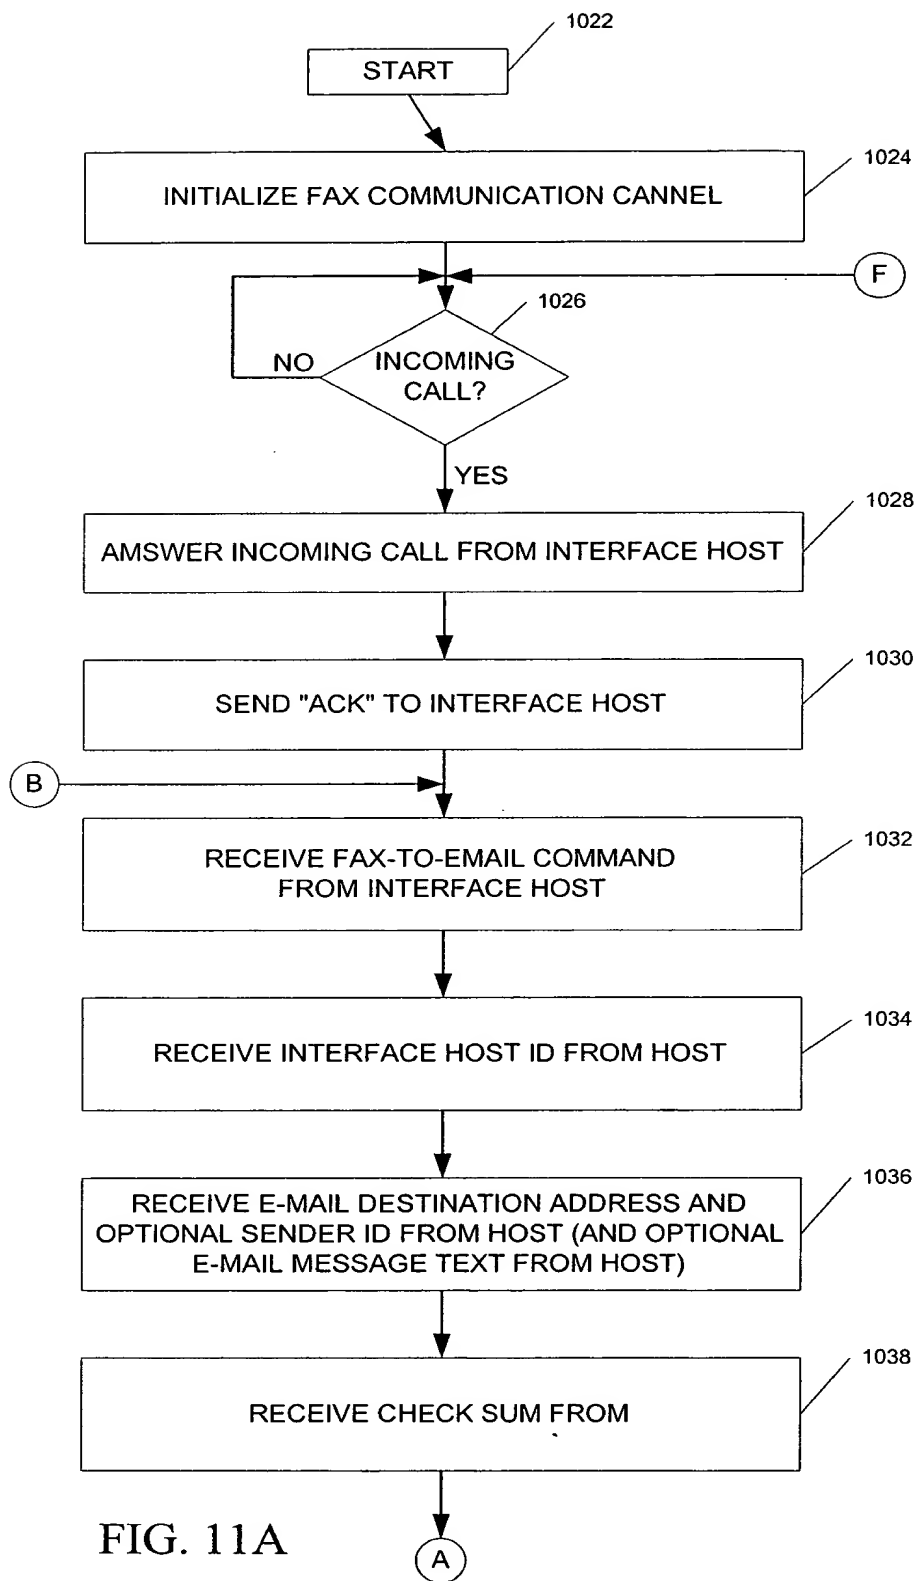 1022
START
1024
INITIALIZE FAX COMMUNICATION CANNEL
F
1026
INCOMING
CALL?
NO
YES
1028
AMSWER INCOMING CALL FROM INTERFACE HOST
1030
SEND "ACK" TO INTERFACE HOST
B
1032
RECEIVE FAX-TO-EMAIL COMMAND
FROM INTERFACE HOST
1034
RECEIVE INTERFACE HOST ID FROM HOST
1036
RECEIVE E-MAIL DESTINATION ADDRESS AND
OPTIONAL SENDER ID FROM HOST (AND OPTIONAL
E-MAIL MESSAGE TEXT FROM HOST)
1038
RECEIVE CHECK SUM FROM
FIG. 11A
A